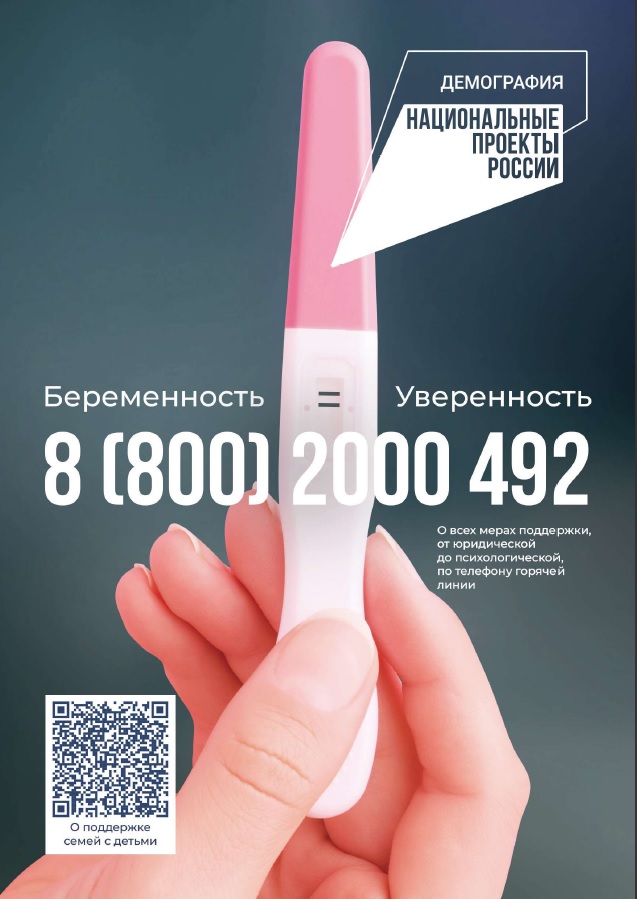 ДЕМОГРАФИЯ
НАЦИОНАЛЬНЫЕ
ПРОЕКТЫ
РОССИИ
Беременность = Уверенность
8 (800) 2000 492
О всех мерах поддержки,
от юридической
до психологической,
по телефону горячей
линии
О поддержке
семей с детьми